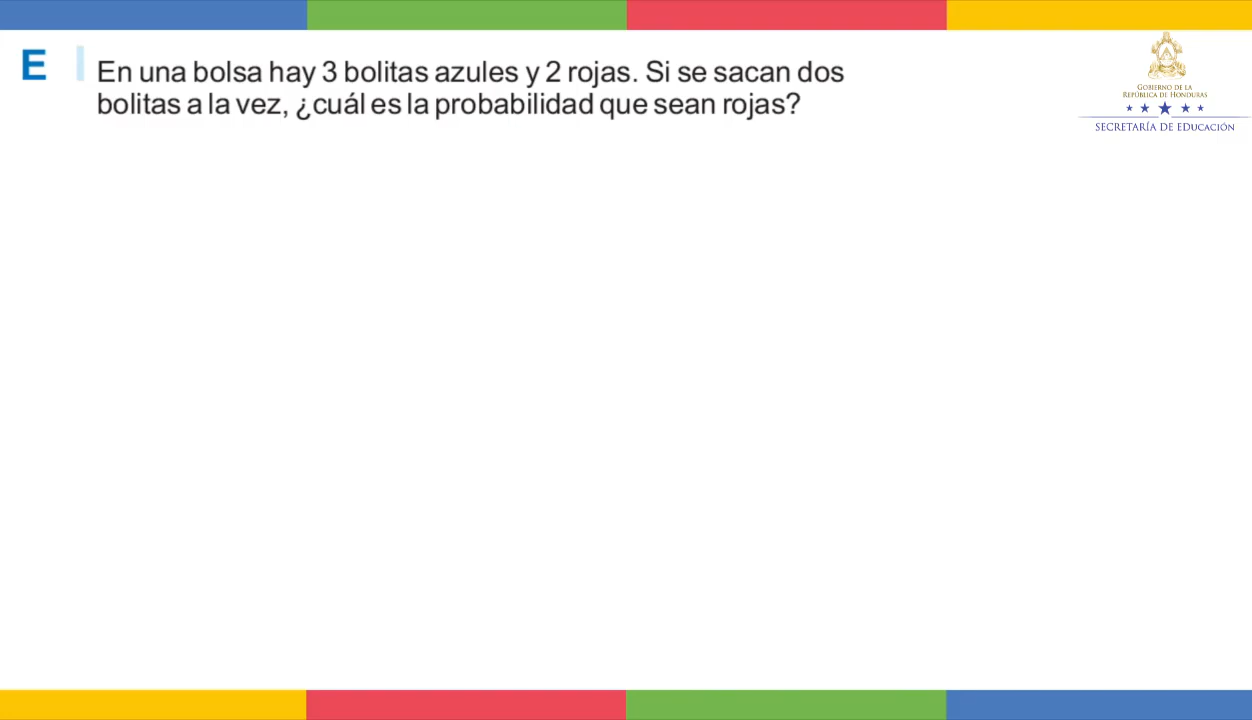 E
En una bolsa hay 3 bolitas azules y 2 rojas. Si se sacan dos
bolitas a la vez, ¿cuál es la probabilidad que sean rojas?
GOBIERNO DE LA
REPÚBLICA DE HONDURAS
SECRETARÍA DE EDUCACIÓN